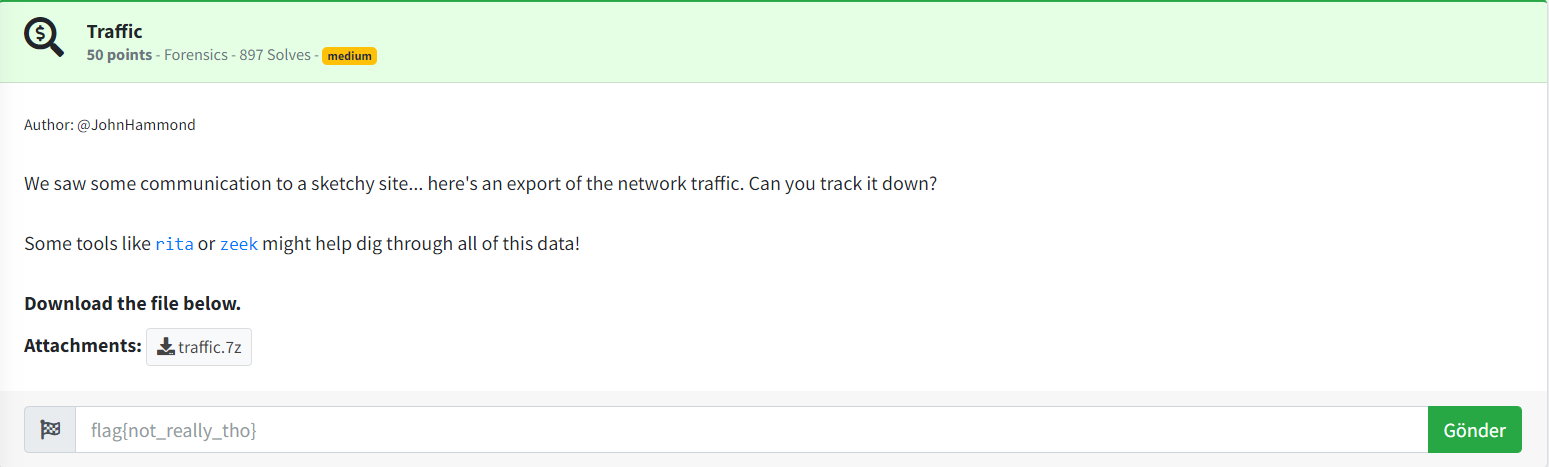 Traffic
50 points - Forensics - 897 Solves - medium
Author: @JohnHammond
We saw some communication to a sketchy site... here's an export of the network traffic. Can you track it down?
Some tools like rita or zeek might help dig through all of this data!
Download the file below.
Attachments: traffic.7z
flag{not_really_tho}
Gönder